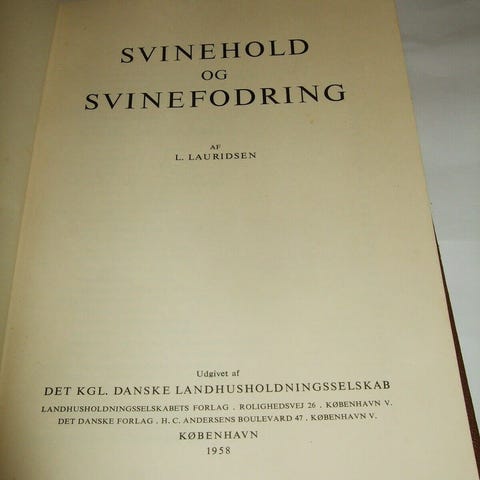 SVINEHOLD
OG
SVINEFODRING
AF
L. LAURIDSEN
Udgivet af
DET KGL. DANSKE LANDHUSHOLDNINGSSELSKAB
LANDHUSHOLDNINGSSELSKABETS FORLAG . ROLIGHEDSVEJ 26 . KØBENHAVN V.
DET DANSKE FORLAG . H. C. ANDERSENS BOULEVARD 47 . KØBENHAVN V.
KØBENHAVN
1958